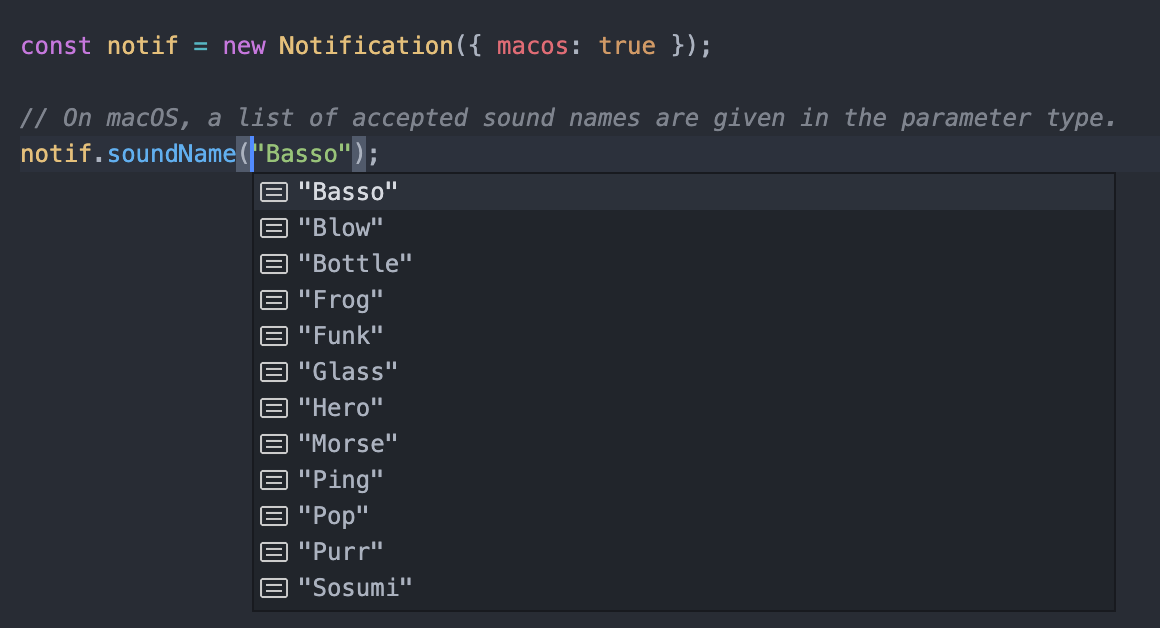 const notif = new Notification({ macos: true });
// On macOS, a list of accepted sound names are given in the parameter type.
notif.soundName("Basso");
"Basso"
"Blow"
"Bottle"
"Frog"
"Funk"
"Glass"
"Hero"
"Morse"
"Ping"
"Pop"
"Purr"
"Sosumi"